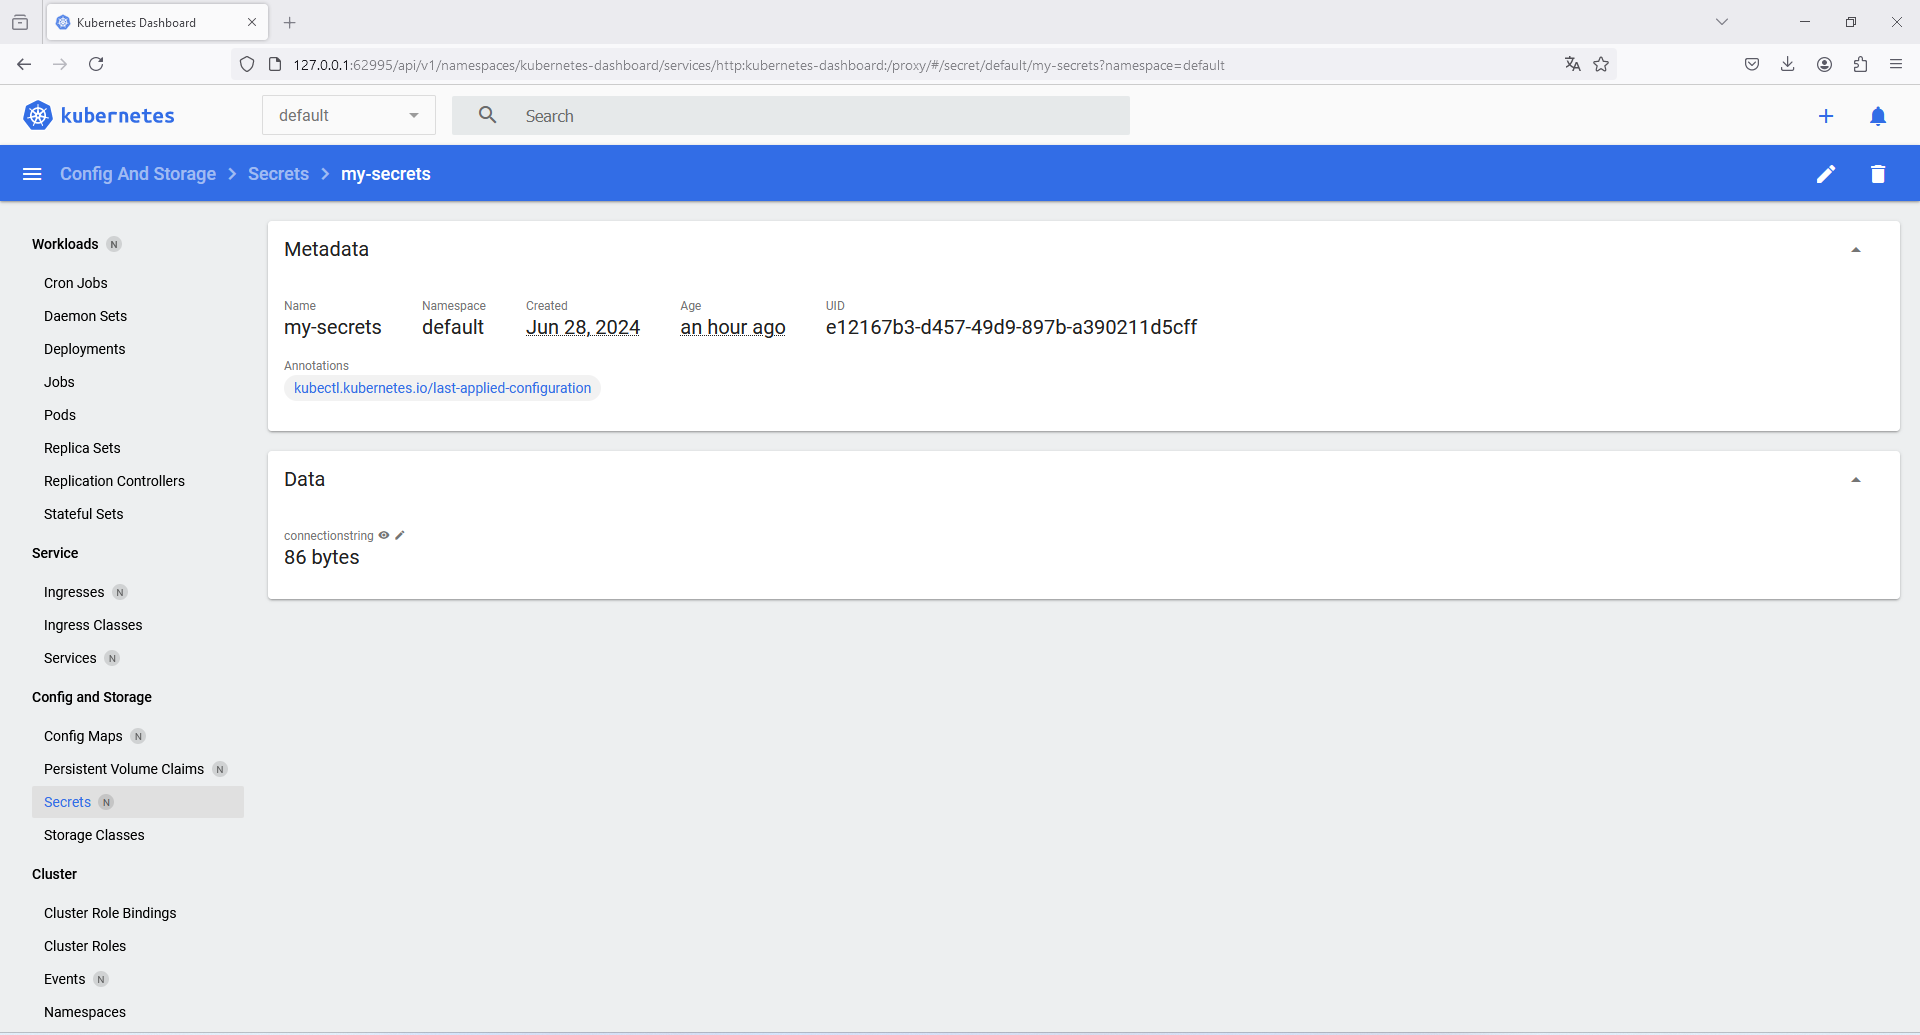 Kubernetes Dashboard
127.0.0.1:62995/api/v1/namespaces/kubernetes-dashboard/services/http:kubernetes-dashboard:/proxy/#/secret/default/my-secrets?namespace=default
kubernetes
default
Search
Config And Storage
Secrets
my-secrets
Workloads N
Cron Jobs
Daemon Sets
Deployments
Jobs
Pods
Replica Sets
Replication Controllers
Stateful Sets
Service
Ingresses N
Ingress Classes
Services N
Config and Storage
Config Maps N
Persistent Volume Claims N
Secrets N
Storage Classes
Cluster
Cluster Role Bindings
Cluster Roles
Events N
Namespaces
Metadata
Name
my-secrets
Namespace
default
Created
Jun 28, 2024
Age
an hour ago
UID
e12167b3-d457-49d9-897b-a390211d5cff
Annotations
kubectl.kubernetes.io/last-applied-configuration
Data
connectionstring
86 bytes